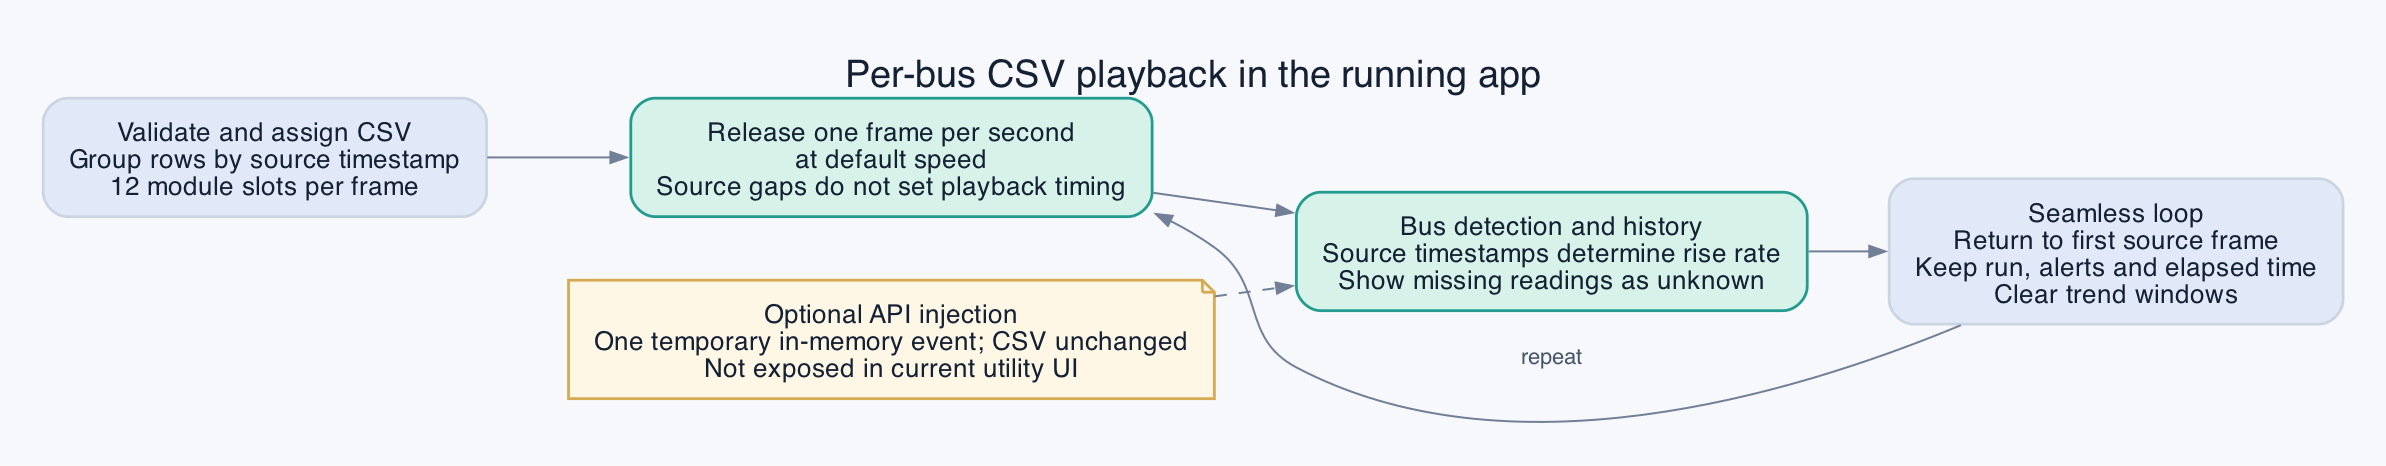 Per-bus CSV playback in the running app
Validate and assign CSV
Group rows by source timestamp
12 module slots per frame
Release one frame per second
at default speed
Source gaps do not set playback timing
Bus detection and history
Source timestamps determine rise rate
Show missing readings as unknown
Seamless loop
Return to first source frame
Keep run, alerts and elapsed time
Clear trend windows
Optional API injection
One temporary in-memory event; CSV unchanged
Not exposed in current utility UI
repeat